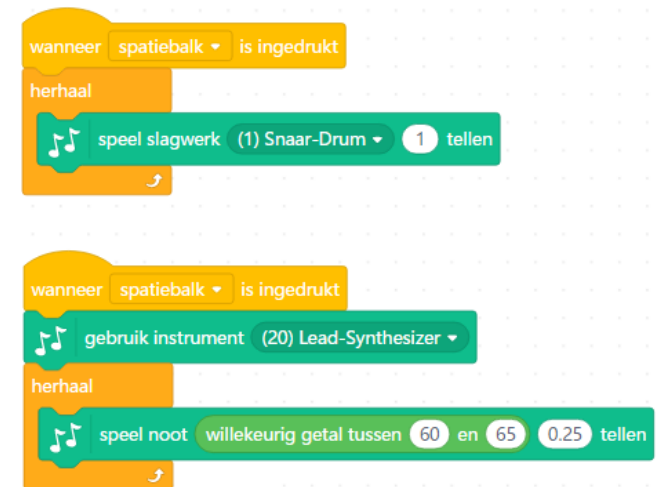 wanneer spatiebalk is ingedrukt
herhaal
speel slagwerk (1) Snaar-Drum 1 tellen
wanneer spatiebalk is ingedrukt
gebruik instrument (20) Lead-Synthesizer
herhaal
speel noot willekeurig getal tussen 60 en 65 0.25 tellen